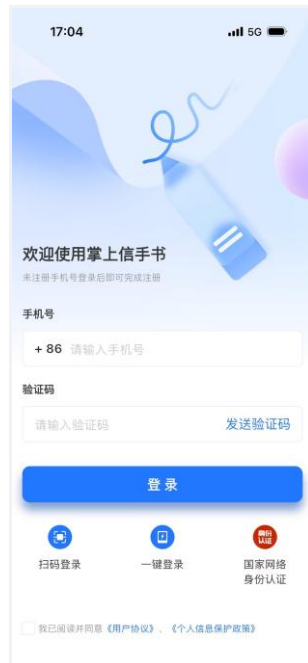 17:04
5G
欢迎使用掌上信手书
未注册手机号登录后即可完成注册
手机号
+ 86 请输入手机号
验证码
请输入验证码 发送验证码
登 录
身份
认证
扫码登录 一键登录 国家网络
身份认证
我已阅读并同意《用户协议》、《个人信息保护政策》